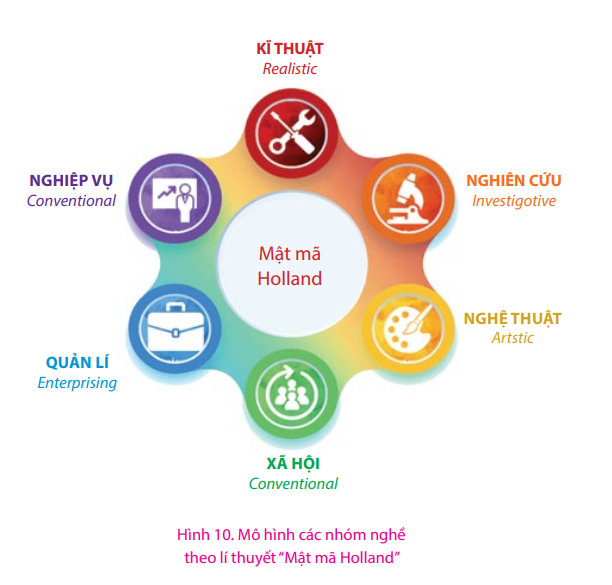 KĨ THUẬT
Realistic
NGHIỆP VỤ
Conventional
NGHIÊN CỨU
Investigotive
Mật mã
Holland
NGHỆ THUẬT
Artstic
QUẢN LÍ
Enterprising
XÃ HỘI
Conventional
Hình 10. Mô hình các nhóm nghề
theo lí thuyết “Mật mã Holland”